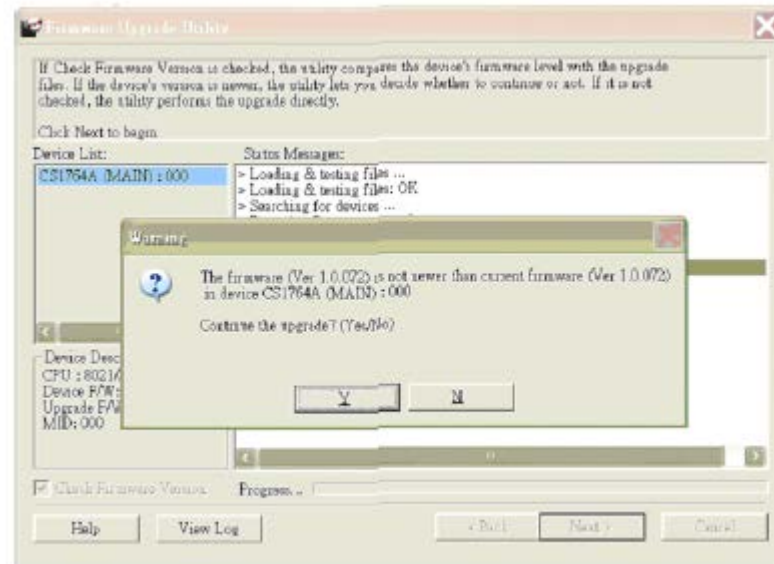 Firmware Upgrade Utility
If Check Firmware Version is checked, the utility compares the device's firmware level with the upgrade
files. If the device's version is newer, the utility lets you decide whether to continue or not. If it is not
checked, the utility performs the upgrade directly.
Click Next to begin
Device List:
Status Messages:
CS1764A (MAIN) : 000
> Loading & testing files ...
> Loading & testing files: OK
> Searching for devices ...
Warning
The firmware (Ver 1.0.072) is not newer than current firmware (Ver 1.0.072)
in device CS1764A (MAIN) : 000
Continue the upgrade? (Yes/No)
Y
N
Device Desc
CPU : 8021/
Device F/W:
Upgrade F/W
MID: 000
Check Firmware Version
Progress...
Help
View Log
< Back
Next >
Cancel